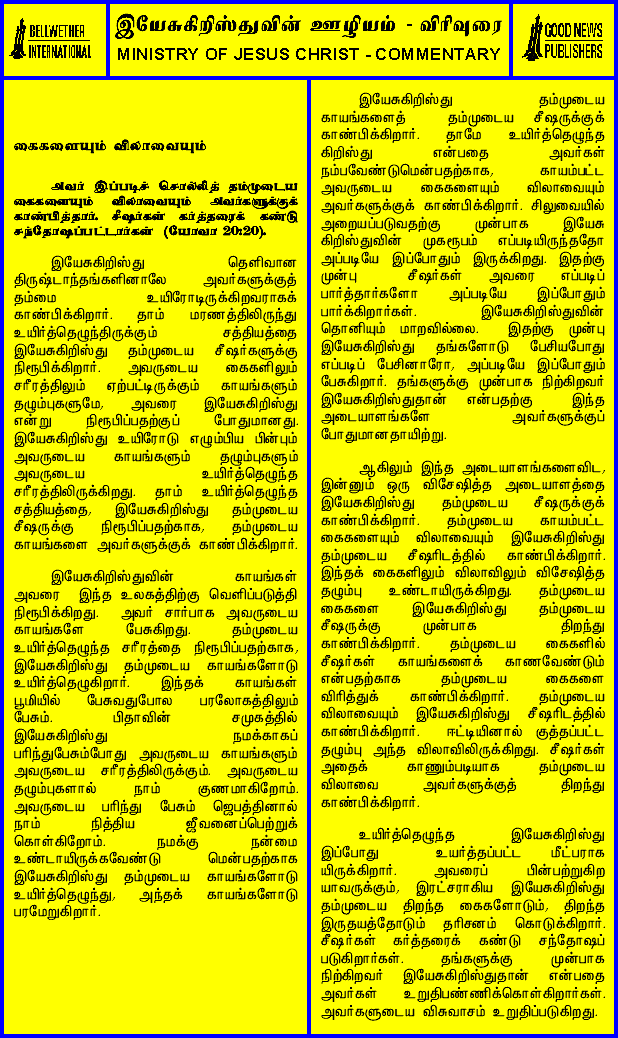 BELLWETHER
INTERNATIONAL
இயேசுகிறிஸ்துவின் ஊழியம் - விரிவுரை
MINISTRY OF JESUS CHRIST - COMMENTARY
GOOD NEWS
PUBLISHERS
கைகளையும் விலாவையும்
அவர் இப்படிச் சொல்லித் தம்முடைய
கைகளையும் விலாவையும் அவர்களுக்குக்
காண்பித்தார். சீஷர்கள் கர்த்தரைக் கண்டு
சந்தோஷப்பட்டார்கள் (யோவா 20:20).
இயேசுகிறிஸ்து தெளிவான
திருஷ்டாந்தங்களினாலே அவர்களுக்குத்
தம்மை உயிரோடிருக்கிறவராகக்
காண்பிக்கிறார். தாம் மரணத்திலிருந்து
உயிர்த்தெழுந்திருக்கும் சத்தியத்தை
இயேசுகிறிஸ்து தம்முடைய சீஷர்களுக்கு
நிரூபிக்கிறார். அவருடைய கைகளிலும்
சரீரத்திலும் ஏற்பட்டிருக்கும் காயங்களும்
தழும்புகளுமே, அவரை இயேசுகிறிஸ்து
என்று நிரூபிப்பதற்குப் போதுமானது.
இயேசுகிறிஸ்து உயிரோடு எழும்பிய பின்பும்
அவருடைய காயங்களும் தழும்புகளும்
அவருடைய உயிர்த்தெழுந்த
சரீரத்திலிருக்கிறது. தாம் உயிர்த்தெழுந்த
சத்தியத்தை, இயேசுகிறிஸ்து தம்முடைய
சீஷருக்கு நிரூபிப்பதற்காக, தம்முடைய
காயங்களை அவர்களுக்குக் காண்பிக்கிறார்.
இயேசுகிறிஸ்துவின் காயங்கள்
அவரை இந்த உலகத்திற்கு வெளிப்படுத்தி
நிரூபிக்கிறது. அவர் சார்பாக அவருடைய
காயங்களே பேசுகிறது. தம்முடைய
உயிர்த்தெழுந்த சரீரத்தை நிரூபிப்பதற்காக,
இயேசுகிறிஸ்து தம்முடைய காயங்களோடு
உயிர்த்தெழுகிறார். இந்தக் காயங்கள்
பூமியில் பேசுவதுபோல பரலோகத்திலும்
பேசும். பிதாவின் சமுகத்தில்
இயேசுகிறிஸ்து நமக்காகப்
பரிந்துபேசும்போது அவருடைய காயங்களும்
அவருடைய சரீரத்திலிருக்கும். அவருடைய
தழும்புகளால் நாம் குணமாகிறோம்.
அவருடைய பரிந்து பேசும் ஜெபத்தினால்
நாம் நித்திய ஜீவனைப்பெற்றுக்
கொள்கிறோம். நமக்கு நன்மை
உண்டாயிருக்கவேண்டு மென்பதற்காக
இயேசுகிறிஸ்து தம்முடைய காயங்களோடு
உயிர்த்தெழுந்து, அந்தக் காயங்களோடு
பரமேறுகிறார்.
இயேசுகிறிஸ்து தம்முடைய
காயங்களைத் தம்முடைய சீஷருக்குக்
காண்பிக்கிறார். தாமே உயிர்த்தெழுந்த
கிறிஸ்து என்பதை அவர்கள்
நம்பவேண்டுமென்பதற்காக, காயம்பட்ட
அவருடைய கைகளையும் விலாவையும்
அவர்களுக்குக் காண்பிக்கிறார். சிலுவையில்
அறையப்படுவதற்கு முன்பாக இயேசு
கிறிஸ்துவின் முகரூபம் எப்படியிருந்ததோ
அப்படியே இப்போதும் இருக்கிறது. இதற்கு
முன்பு சீஷர்கள் அவரை எப்படிப்
பார்த்தார்களோ அப்படியே இப்போதும்
பார்க்கிறார்கள். இயேசுகிறிஸ்துவின்
தொனியும் மாறவில்லை. இதற்கு முன்பு
இயேசுகிறிஸ்து தங்களோடு பேசியபோது
எப்படிப் பேசினாரோ, அப்படியே இப்போதும்
பேசுகிறார். தங்களுக்கு முன்பாக நிற்கிறவர்
இயேசுகிறிஸ்துதான் என்பதற்கு இந்த
அடையாளங்களே அவர்களுக்குப்
போதுமானதாயிற்று.
ஆகிலும் இந்த அடையாளங்களைவிட,
இன்னும் ஒரு விசேஷித்த அடையாளத்தை
இயேசுகிறிஸ்து தம்முடைய சீஷருக்குக்
காண்பிக்கிறார். தம்முடைய காயம்பட்ட
கைகளையும் விலாவையும் இயேசுகிறிஸ்து
தம்முடைய சீஷரிடத்தில் காண்பிக்கிறார்.
இந்தக் கைகளிலும் விலாவிலும் விசேஷித்த
தழும்பு உண்டாயிருக்கிறது. தம்முடைய
கைகளை இயேசுகிறிஸ்து தம்முடைய
சீஷருக்கு முன்பாக திறந்து
காண்பிக்கிறார். தம்முடைய கைகளில்
சீஷர்கள் காயங்களைக் காணவேண்டும்
என்பதற்காக தம்முடைய கைகளை
விரித்துக் காண்பிக்கிறார். தம்முடைய
விலாவையும் இயேசுகிறிஸ்து சீஷரிடத்தில்
காண்பிக்கிறார். ஈட்டியினால் குத்தப்பட்ட
தழும்பு அந்த விலாவிலிருக்கிறது. சீஷர்கள்
அதைக் காணும்படியாக தம்முடைய
விலாவை அவர்களுக்குத் திறந்து
காண்பிக்கிறார்.
உயிர்த்தெழுந்த இயேசுகிறிஸ்து
இப்போது உயர்த்தப்பட்ட மீட்பராக
யிருக்கிறார். அவரைப் பின்பற்றுகிற
யாவருக்கும், இரட்சராகிய இயேசுகிறிஸ்து
தம்முடைய திறந்த கைகளோடும், திறந்த
இருதயத்தோடும் தரிசனம் கொடுக்கிறார்.
சீஷர்கள் கர்த்தரைக் கண்டு சந்தோஷப்
படுகிறார்கள். தங்களுக்கு முன்பாக
நிற்கிறவர் இயேசுகிறிஸ்துதான் என்பதை
அவர்கள் உறுதிபண்ணிக்கொள்கிறார்கள்.
அவர்களுடைய விசுவாசம் உறுதிப்படுகிறது.